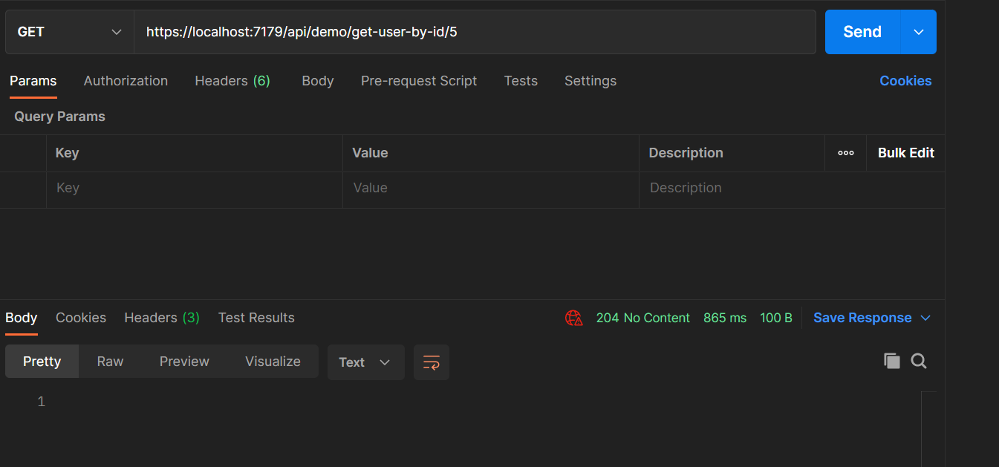 GET https://localhost:7179/api/demo/get-user-by-id/5 Send
Params Authorization Headers (6) Body Pre-request Script Tests Settings Cookies
Query Params
Key Value Description ooo Bulk Edit
Key Value Description
Body Cookies Headers (3) Test Results 204 No Content 865 ms 100 B Save Response
Pretty Raw Preview Visualize Text
1